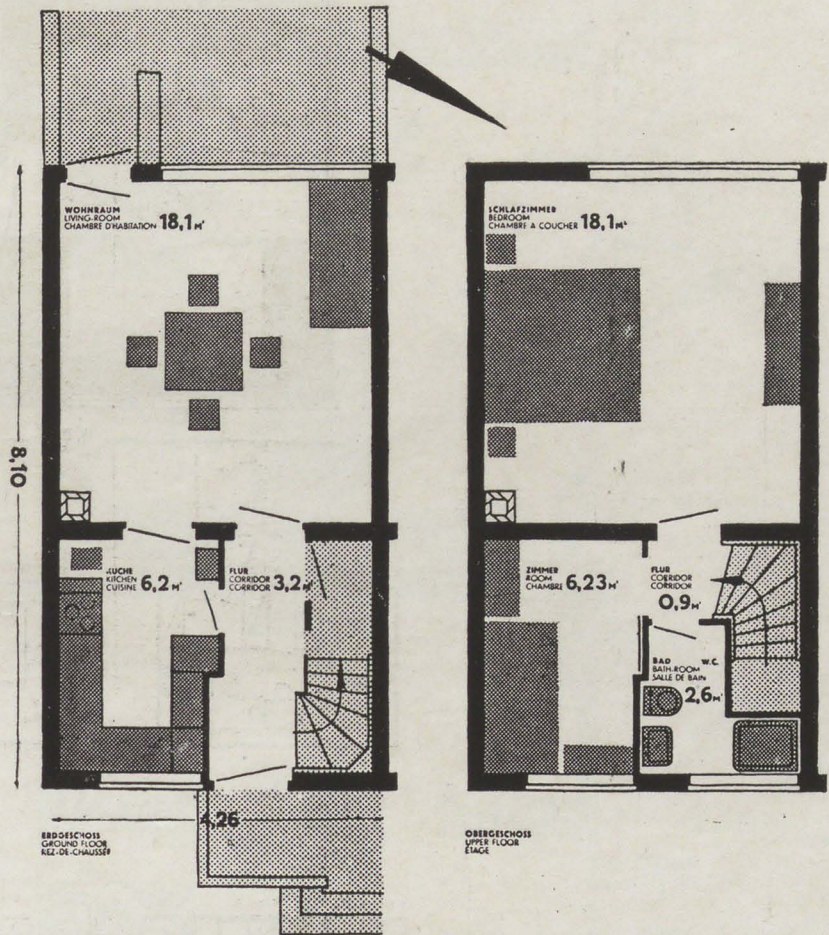 WOHNRAUM
LIVING-ROOM
CHAMBRE D'HABITATION 18,1 M²
SCHLAFZIMMER
BEDROOM
CHAMBRE A COUCHER 18,1 M²
8,10
KUCHE
KITCHEN
CUISINE 6,2 M²
FLUR
CORRIDOR
CORRIDOR 3,2 M²
ZIMMER
ROOM
CHAMBRE 6,23 M²
FLUR
CORRIDOR
CORRIDOR
0,9 M²
BAD W.C.
BATH-ROOM
SALLE DE BAIN
2,6 M²
4,26
ERDGESCHOSS
GROUND FLOOR
REZ-DE-CHAUSSÉE
OBERGESCHOSS
UPPER FLOOR
ÉTAGE